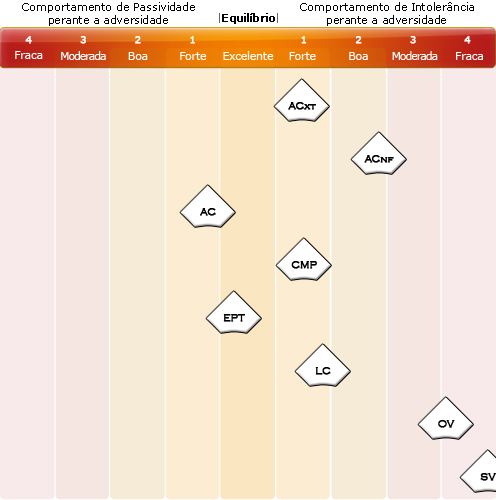 Comportamento de Passividade
perante a adversidade
|Equilíbrio|
Comportamento de Intolerância
perante a adversidade
4 3 2 1 1 2 3 4
Fraca Moderada Boa Forte Excelente Forte Boa Moderada Fraca
ACXT
ACNF
AC
CMP
EPT
LC
OV
SV